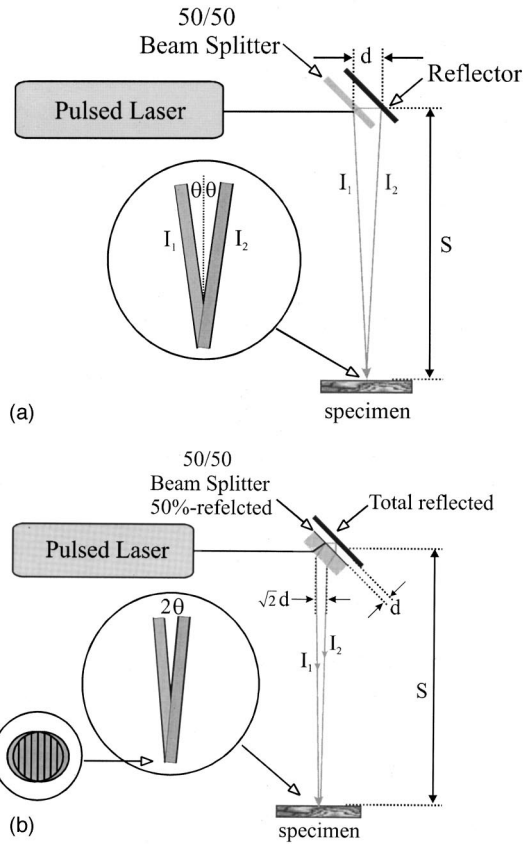 50/50
Beam Splitter
d
Reflector
Pulsed Laser
θ θ
I₁
I₂
I₁
I₂
S
(a)
specimen
50/50
Beam Splitter
50%-refelcted
Total reflected
Pulsed Laser
√2 d
d
2θ
I₁
I₂
S
(b)
specimen